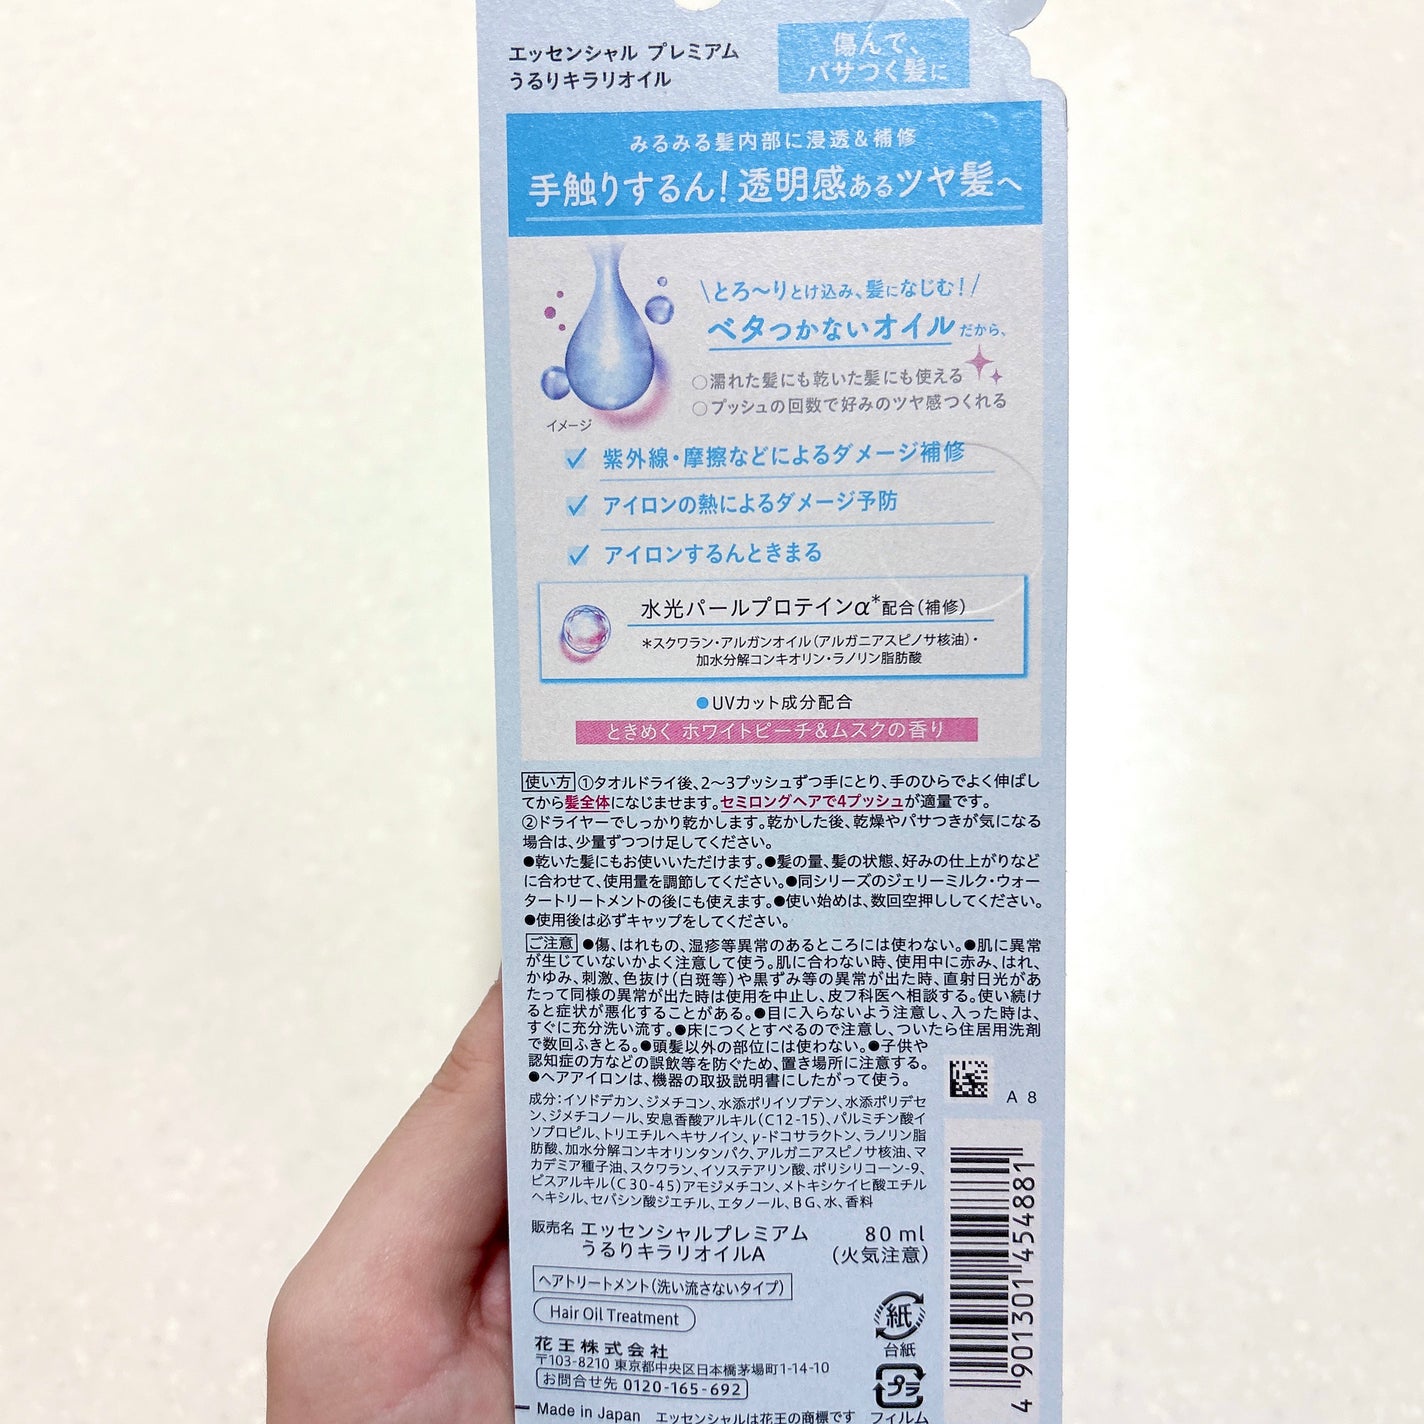 エッセンシャル プレミアム
うるりキラリオイル
傷んで、
パサつく髪に
みるみる髪内部に浸透&補修
手触りするん!透明感あるツヤ髪へ
\とろ〜りとけ込み、髪になじむ!/
ベタつかないオイルだから、
○濡れた髪にも乾いた髪にも使える
○プッシュの回数で好みのツヤ感つくれる
イメージ
紫外線・摩擦などによるダメージ補修
アイロンの熱によるダメージ予防
アイロンするんときまる
水光パールプロテインα*配合(補修)
*スクワラン・アルガンオイル(アルガニアスピノサ核油)・
加水分解コンキオリン・ラノリン脂肪酸
●UVカット成分配合
ときめく ホワイトピーチ&ムスクの香り
使い方 ①タオルドライ後、2〜3プッシュずつ手にとり、手のひらでよく伸ばし
てから髪全体になじませます。セミロングヘアで4プッシュが適量です。
②ドライヤーでしっかり乾かします。乾かした後、乾燥やパサつきが気になる
場合は、少量ずつつけ足してください。
●乾いた髪にもお使いいただけます。●髪の量、髪の状態、好みの仕上がりなど
に合わせて、使用量を調節してください。●同シリーズのジェリーミルク・ウォー
タートリートメントの後にも使えます。●使い始めは、数回空押ししてください。
●使用後は必ずキャップをしてください。
ご注意 ●傷、はれもの、湿疹等異常のあるところには使わない。●肌に異常
が生じていないかよく注意して使う。肌に合わない時、使用中に赤み、はれ、
かゆみ、刺激、色抜け(白斑等)や黒ずみ等の異常が出た時、直射日光があ
たって同様の異常が出た時は使用を中止し、皮フ科医へ相談する。使い続け
ると症状が悪化することがある。●目に入らないよう注意し、入った時は、
すぐに充分洗い流す。●床につくとすべるので注意し、ついたら住居用洗剤
で数回ふきとる。●頭髪以外の部位には使わない。●子供や
認知症の方などの誤飲等を防ぐため、置き場所に注意する。
●ヘアアイロンは、機器の取扱説明書にしたがって使う。
A 8
成分:イソドデカン、ジメチコン、水添ポリイソブテン、水添ポリデセ
ン、ジメチコノール、安息香酸アルキル(C12-15)、パルミチン酸イ
ソプロピル、トリエチルヘキサノイン、γ-ドコサラクトン、ラノリン脂
肪酸、加水分解コンキオリンタンパク、アルガニアスピノサ核油、マ
カデミア種子油、スクワラン、イソステアリン酸、ポリシリコーン-9、
ビスアルキル(C30-45)アモジメチコン、メトキシケイヒ酸エチル
ヘキシル、セバシン酸ジエチル、エタノール、BG、水、香料
販売名 エッセンシャルプレミアム
うるりキラリオイルA
80 ml
(火気注意)
ヘアトリートメント(洗い流さないタイプ)
Hair Oil Treatment
花王株式会社
〒103-8210 東京都中央区日本橋茅場町1-14-10
お問合せ先 0120-165-692
Made in Japan エッセンシャルは花王の商標です
紙
台紙
プラ
フィルム
4 901301 454881